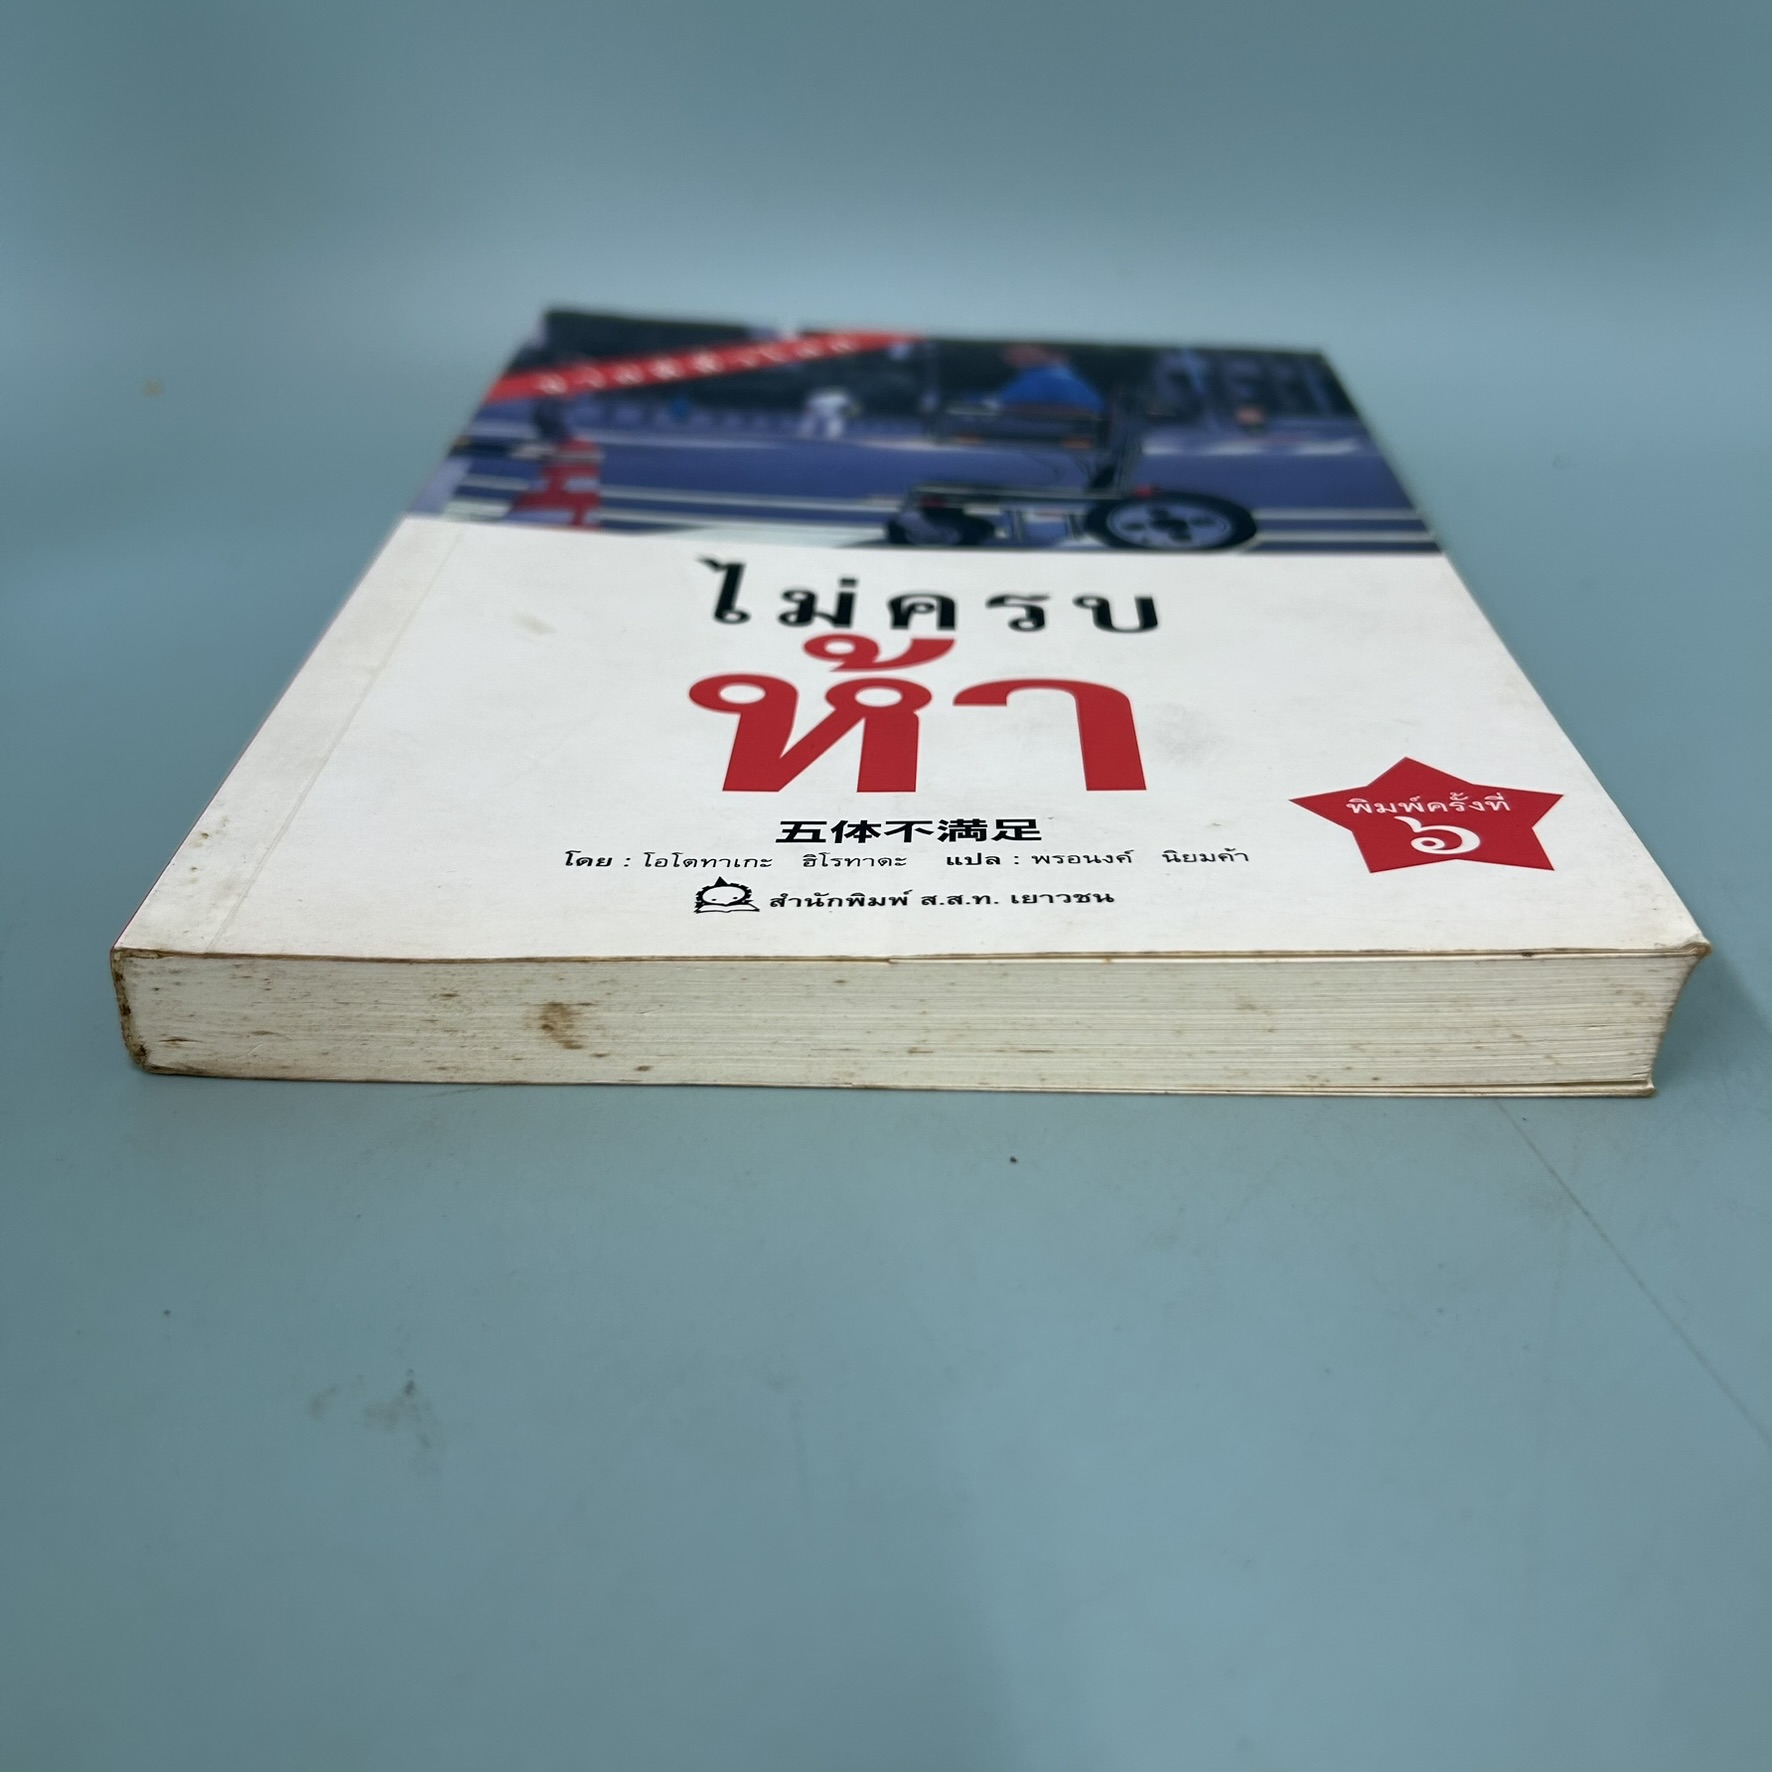 ไม่ครบ
ห้า
五体不満足
โดย : โอโตทาเกะ ฮิโรทาดะ แปล : พรอนงค์ นิยมค้า
สำนักพิมพ์ ส.ส.ท. เยาวชน
พิมพ์ครั้งที่
๖